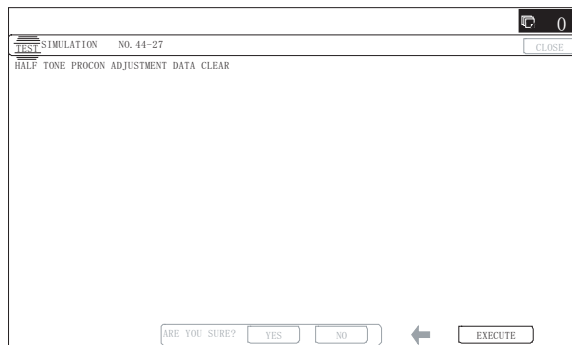 0
TEST SIMULATION NO. 44-27 CLOSE
HALF TONE PROCON ADJUSTMENT DATA CLEAR
ARE YOU SURE? YES NO EXECUTE